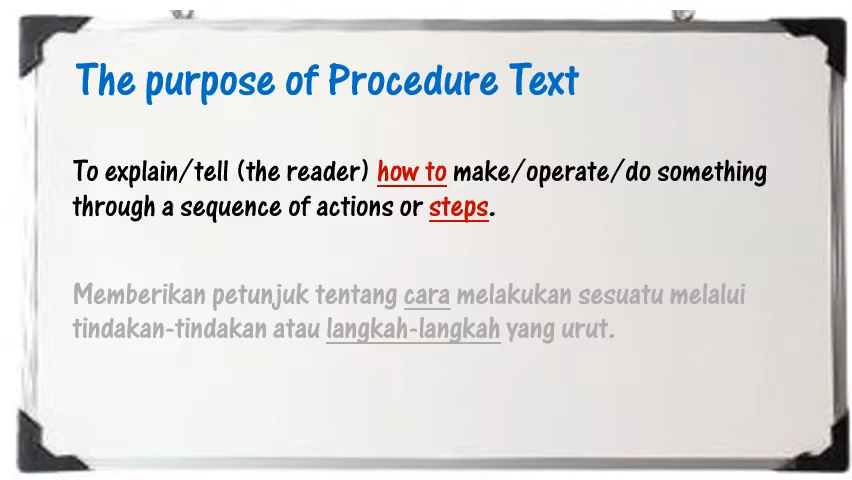 The purpose of Procedure Text
To explain/tell (the reader) how to make/operate/do something
through a sequence of actions or steps.
Memberikan petunjuk tentang cara melakukan sesuatu melalui
tindakan-tindakan atau langkah-langkah yang urut.